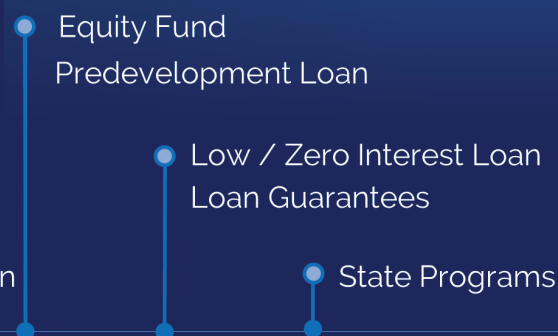 Equity Fund
Predevelopment Loan
Low / Zero Interest Loan
Loan Guarantees
State Programs